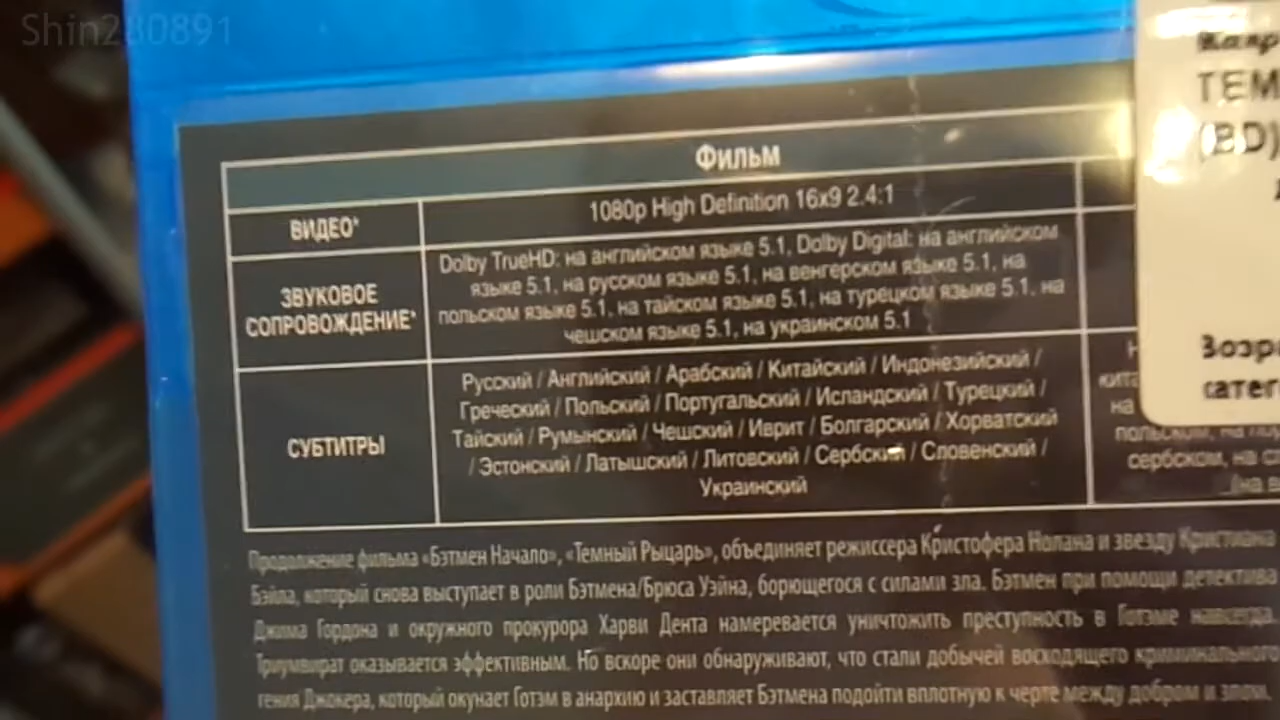 Shin280891
ТЕМ
(BD)
ФИЛЬМ
ВИДЕО*
1080p High Definition 16x9 2.4:1
ЗВУКОВОЕ
СОПРОВОЖДЕНИЕ*
Dolby TrueHD: на английском языке 5.1, Dolby Digital: на английском
языке 5.1, на русском языке 5.1, на венгерском языке 5.1, на
польском языке 5.1, на тайском языке 5.1, на турецком языке 5.1, на
чешском языке 5.1, на украинском 5.1
СУБТИТРЫ
Русский / Английский / Арабский / Китайский / Индонезийский /
Греческий / Польский / Португальский / Исландский / Турецкий /
Тайский / Румынский / Чешский / Иврит / Болгарский / Хорватский
/ Эстонский / Латышский / Литовский / Сербский / Словенский /
Украинский
Возр
катег
кита
на
польском, на пор
сербском, на с
(на в
Продолжение фильма «Бэтмен Начало», «Темный Рыцарь», объединяет режиссера Кристофера Нолана и звезду Кристиана
Бэйла, который снова выступает в роли Бэтмена/Брюса Уэйна, борющегося с силами зла. Бэтмен при помощи детектива
Джима Гордона и окружного прокурора Харви Дента намеревается уничтожить преступность в Готэме навсегда.
Триумвират оказывается эффективным. Но вскоре они обнаруживают, что стали добычей восходящего криминального
гения Джокера, который окунает Готэм в анархию и заставляет Бэтмена подойти вплотную к черте между добром и злом.